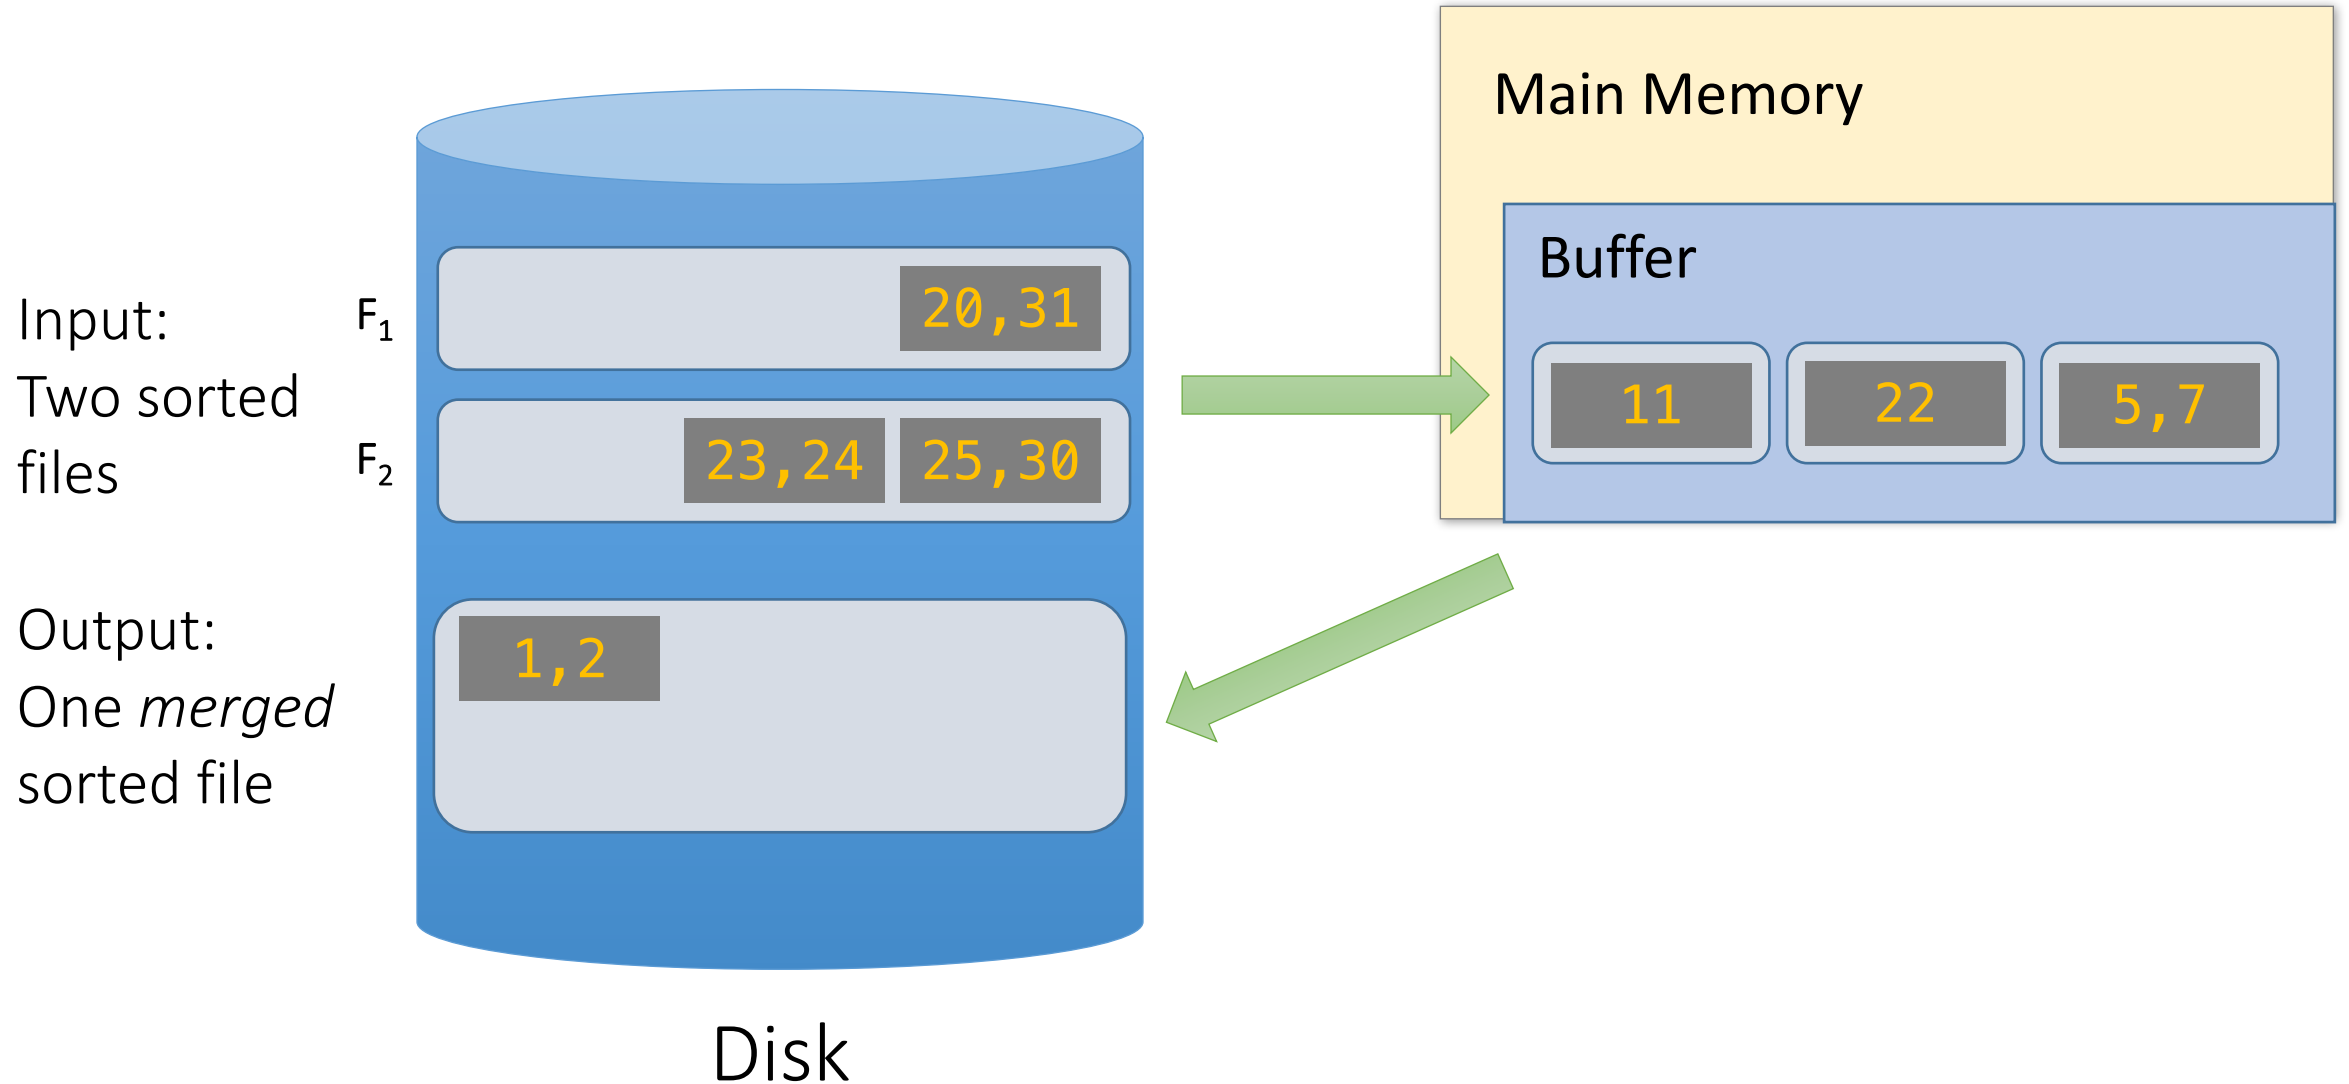 Main Memory
Buffer
11
22
5,7
Input:
Two sorted
files
F1
20,31
F2
23,24
25,30
Output:
One merged
sorted file
1,2
Disk